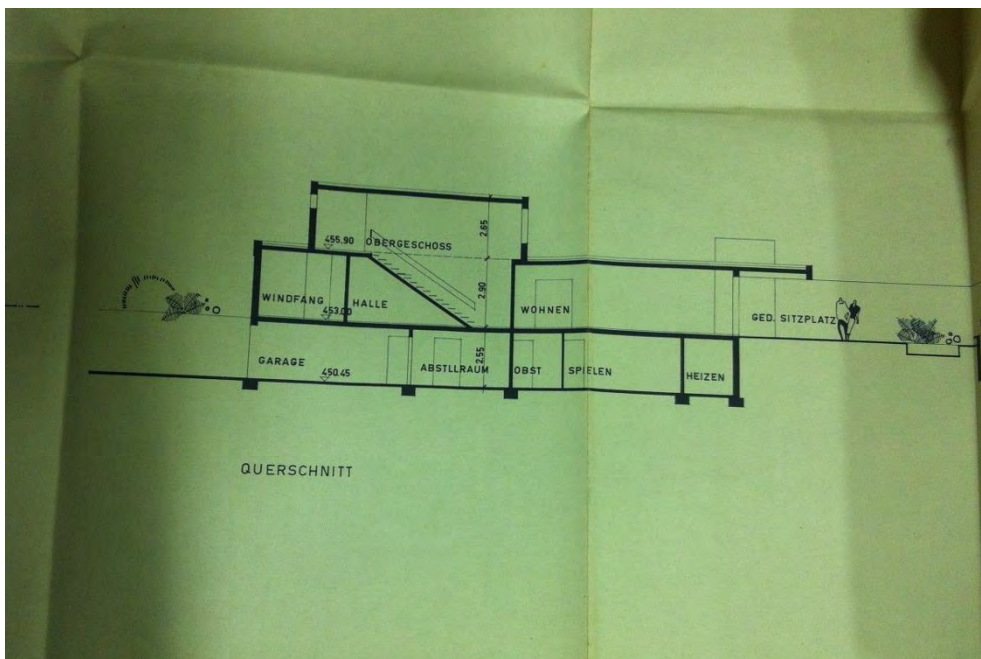 2.65
455.90 OBERGESCHOSS
2.90
WINDFANG
453.00
HALLE
WOHNEN
GED. SITZPLATZ
2.55
GARAGE
450.45
ABSTLLRAUM
OBST
SPIELEN
HEIZEN
QUERSCHNITT